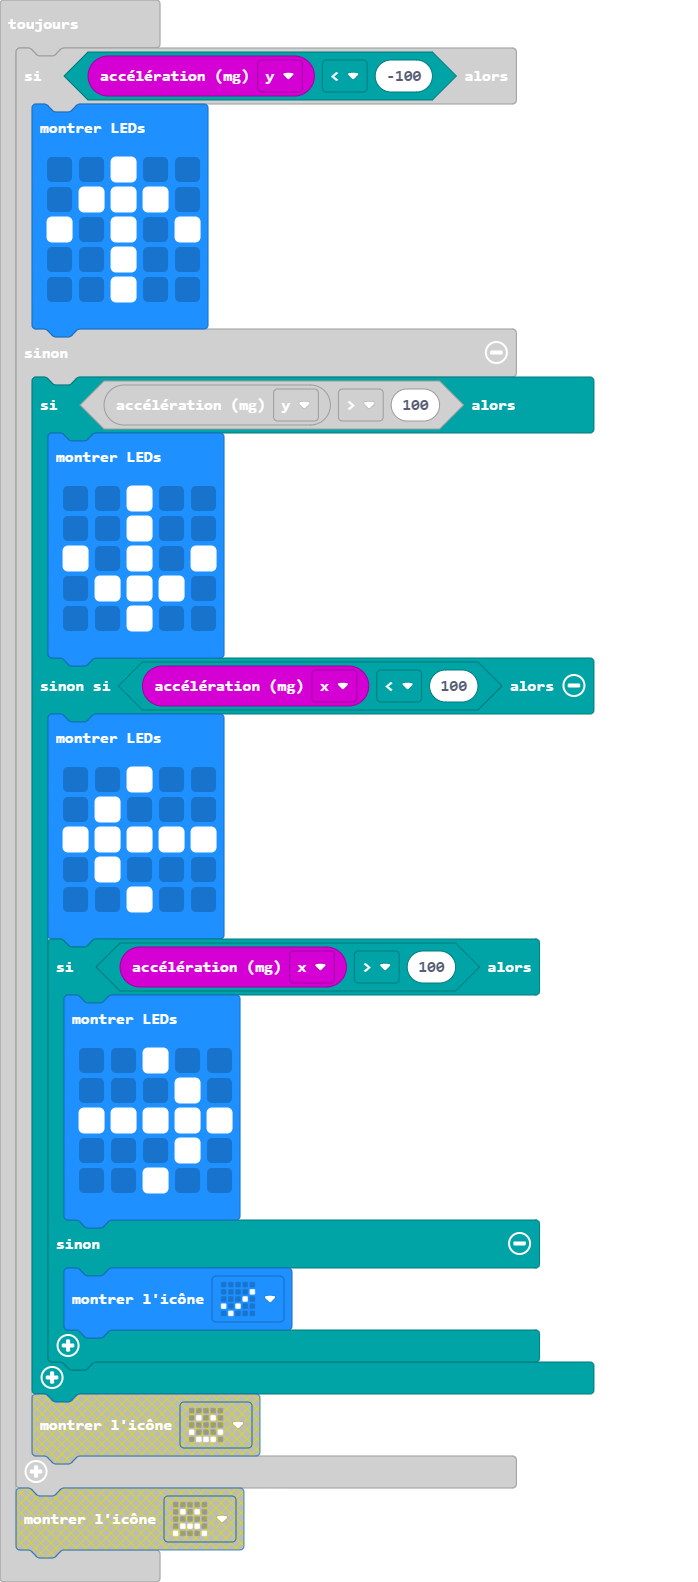 toujours
si accélération (mg) y < -100 alors
montrer LEDs
sinon
si accélération (mg) y > 100 alors
montrer LEDs
sinon si accélération (mg) x < 100 alors
montrer LEDs
si accélération (mg) x > 100 alors
montrer LEDs
sinon
montrer l'icône
montrer l'icône
montrer l'icône